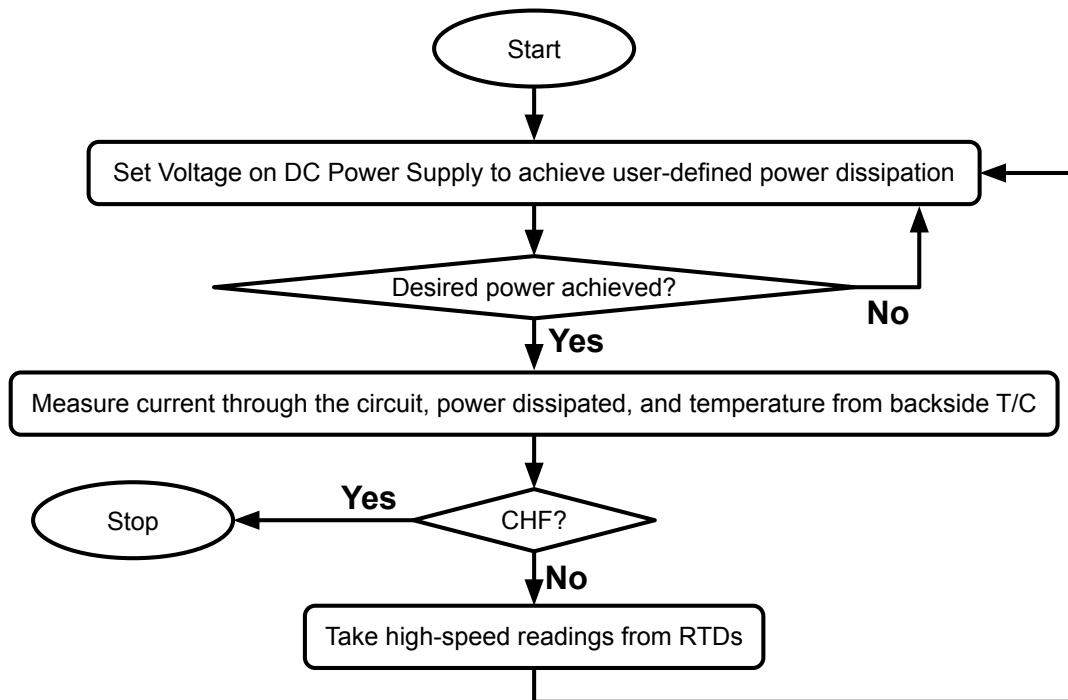 Start
Set Voltage on DC Power Supply to achieve user-defined power dissipation
Desired power achieved?
No
Yes
Measure current through the circuit, power dissipated, and temperature from backside T/C
Yes
Stop
CHF?
No
Take high-speed readings from RTDs